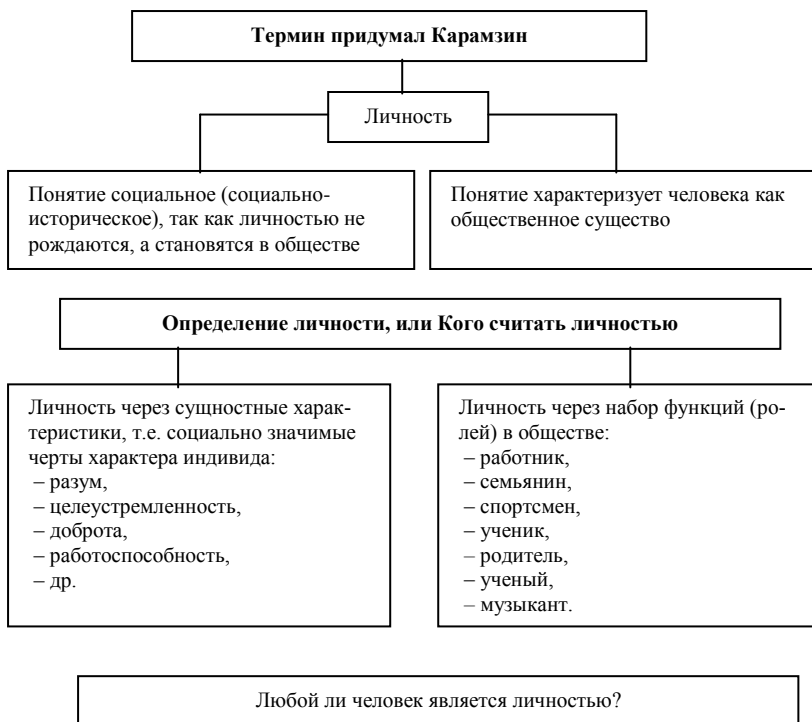 Термин придумал Карамзин
Личность
Понятие социальное (социально-
историческое), так как личностью не
рождаются, а становятся в обществе
Понятие характеризует человека как
общественное существо
Определение личности, или Кого считать личностью
Личность через сущностные харак-
теристики, т.е. социально значимые
черты характера индивида:
– разум,
– целеустремленность,
– доброта,
– работоспособность,
– др.
Личность через набор функций (ро-
лей) в обществе:
– работник,
– семьянин,
– спортсмен,
– ученик,
– родитель,
– ученый,
– музыкант.
Любой ли человек является личностью?